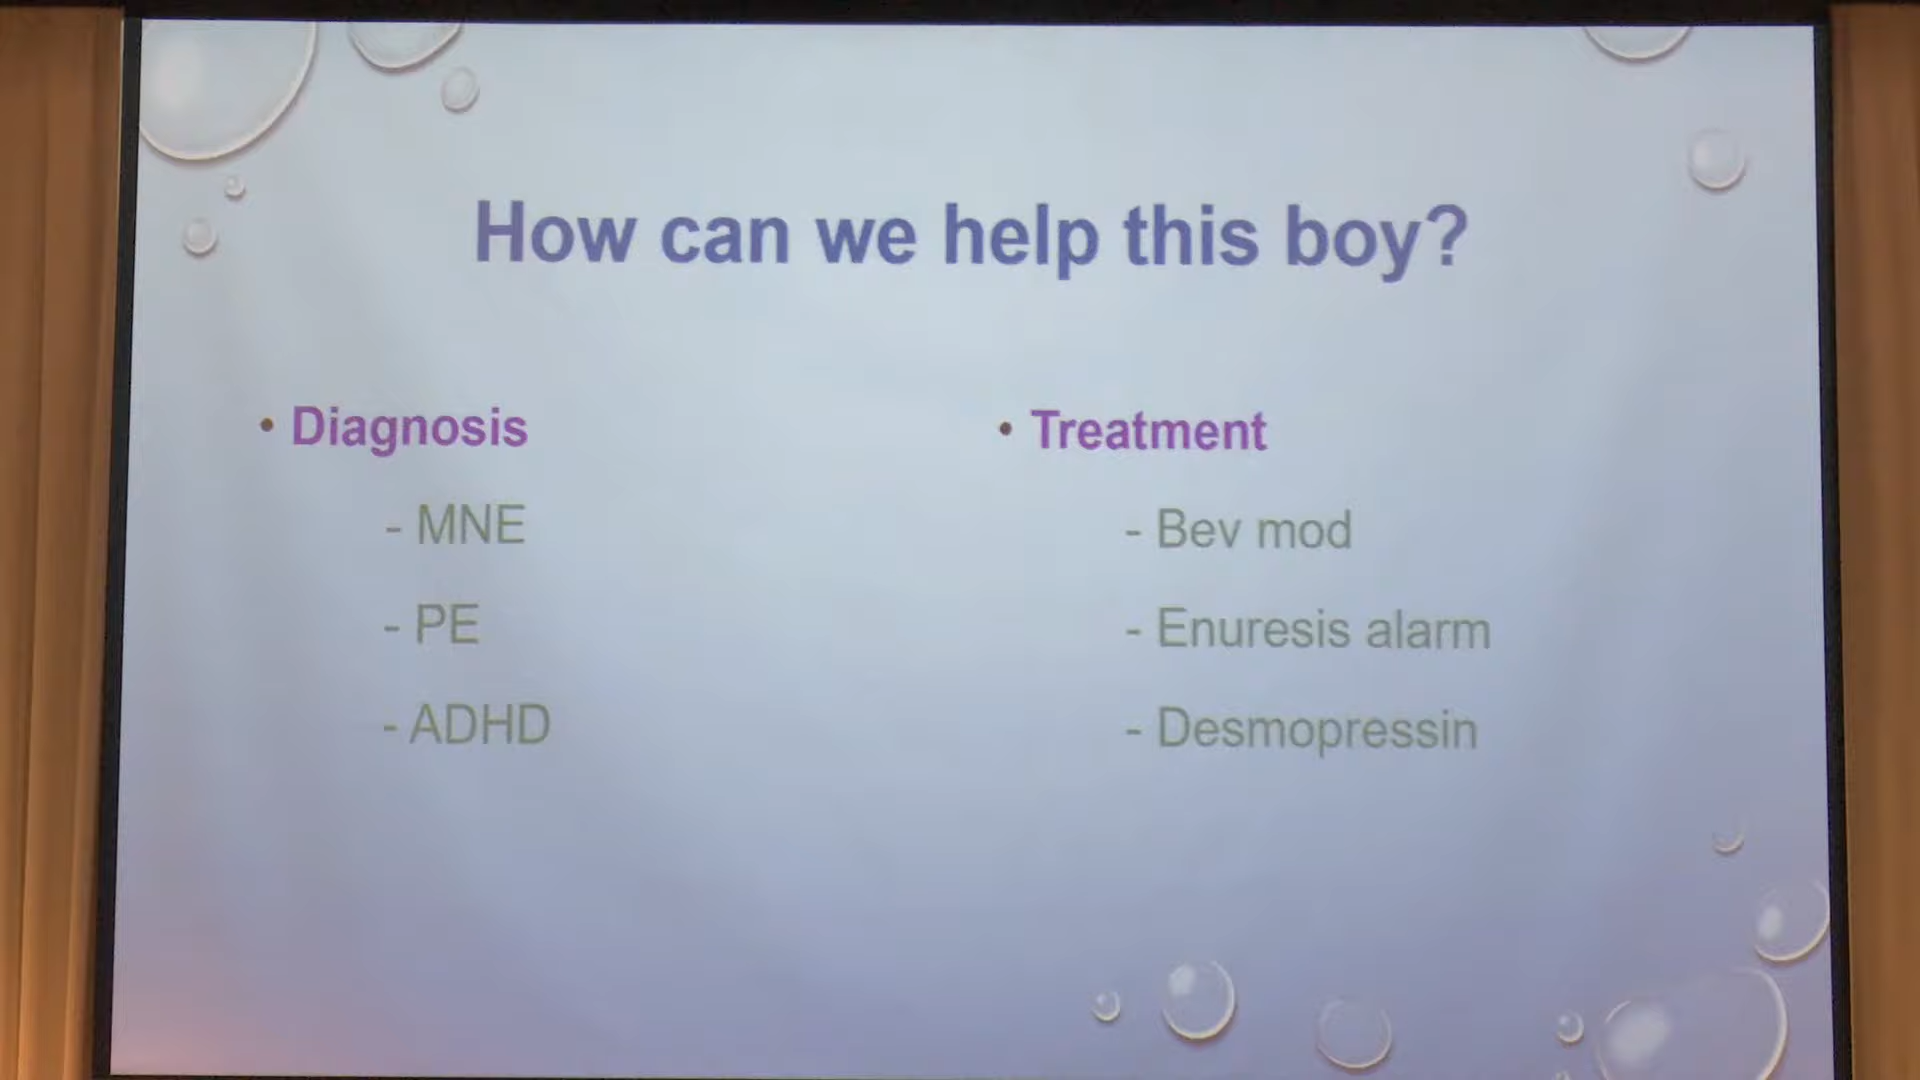 How can we help this boy?
• Diagnosis
- MNE
- PE
- ADHD
• Treatment
- Bev mod
- Enuresis alarm
- Desmopressin